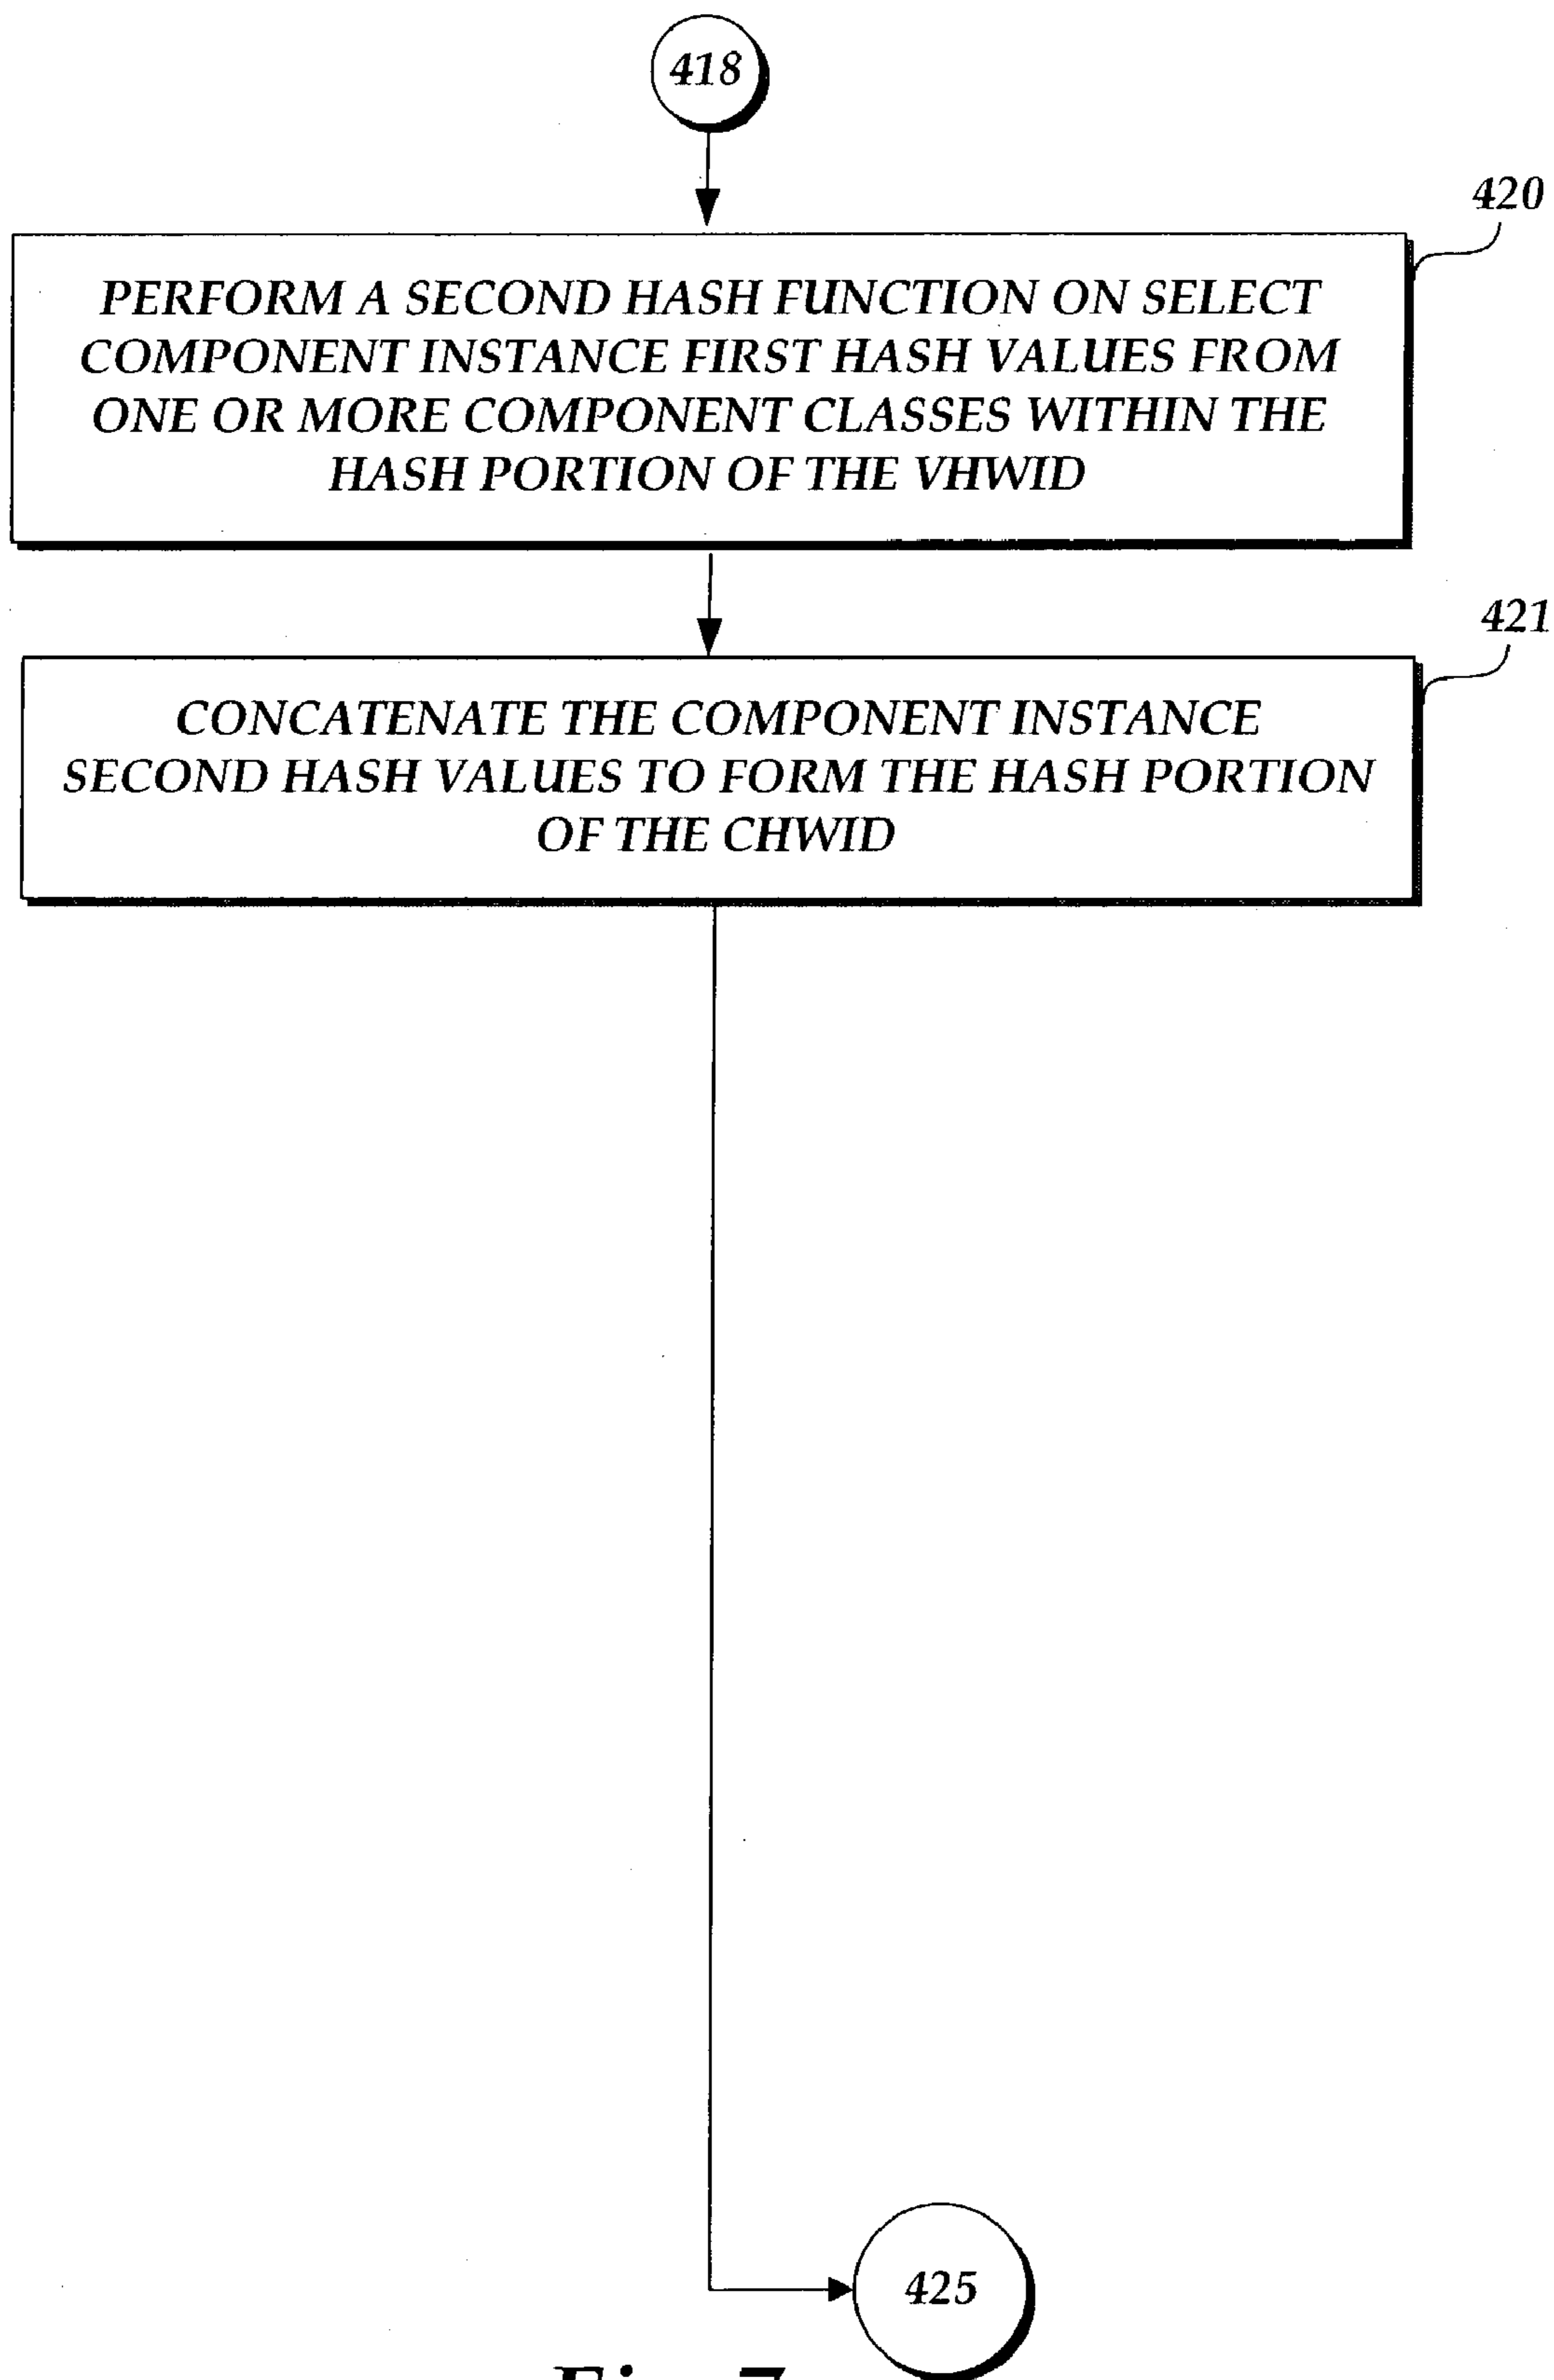 418
420
PERFORM A SECOND HASH FUNCTION ON SELECT
COMPONENT INSTANCE FIRST HASH VALUES FROM
ONE OR MORE COMPONENT CLASSES WITHIN THE
HASH PORTION OF THE VHWID
421
CONCATENATE THE COMPONENT INSTANCE
SECOND HASH VALUES TO FORM THE HASH PORTION
OF THE CHWID
425